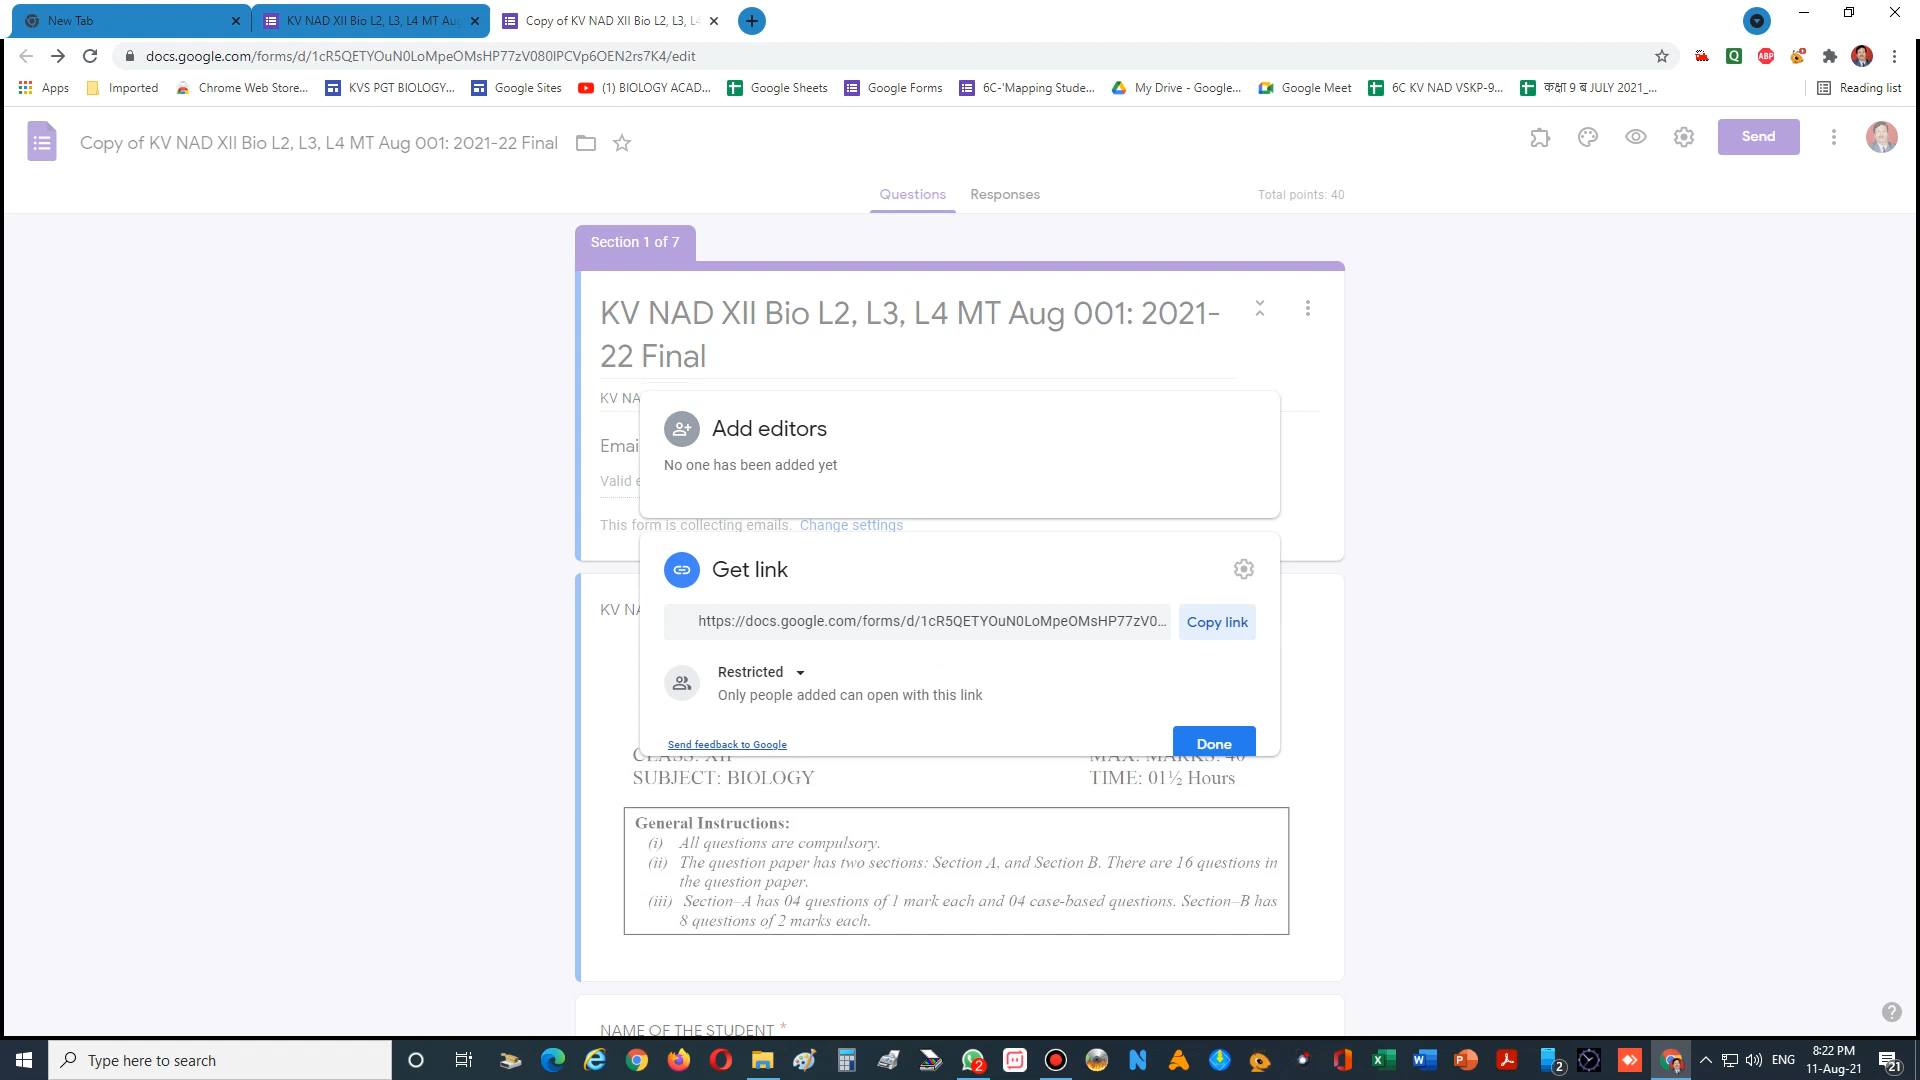 New Tab
KV NAD XII Bio L2, L3, L4 MT Au
Copy of KV NAD XII Bio L2, L3, L4
docs.google.com/forms/d/1cR5QETYOuN0LoMpeOMsHP77zV080lPCVp6OEN2rs7K4/edit
Apps
Imported
Chrome Web Store...
KVS PGT BIOLOGY...
Google Sites
(1) BIOLOGY ACAD...
Google Sheets
Google Forms
6C-'Mapping Stude...
My Drive - Google...
Google Meet
6C KV NAD VSKP-9...
कक्षा 9 ब JULY 2021_...
Reading list
Copy of KV NAD XII Bio L2, L3, L4 MT Aug 001: 2021-22 Final
Send
Questions
Responses
Total points: 40
Section 1 of 7
KV NAD XII Bio L2, L3, L4 MT Aug 001: 2021-
22 Final
KV NA
Add editors
Emai
No one has been added yet
Valid e
This form is collecting emails. Change settings
Get link
KV NA
https://docs.google.com/forms/d/1cR5QETYOuN0LoMpeOMsHP77zV0...
Copy link
Restricted
Only people added can open with this link
Send feedback to Google
Done
CLASS: XII
MAX. MARKS: 40
SUBJECT: BIOLOGY
TIME: 01½ Hours
General Instructions:
(i) All questions are compulsory.
(ii) The question paper has two sections: Section A, and Section B. There are 16 questions in
the question paper.
(iii) Section–A has 04 questions of 1 mark each and 04 case-based questions. Section–B has
8 questions of 2 marks each.
NAME OF THE STUDENT *
Type here to search
2
2
ENG
8:22 PM
11-Aug-21
21